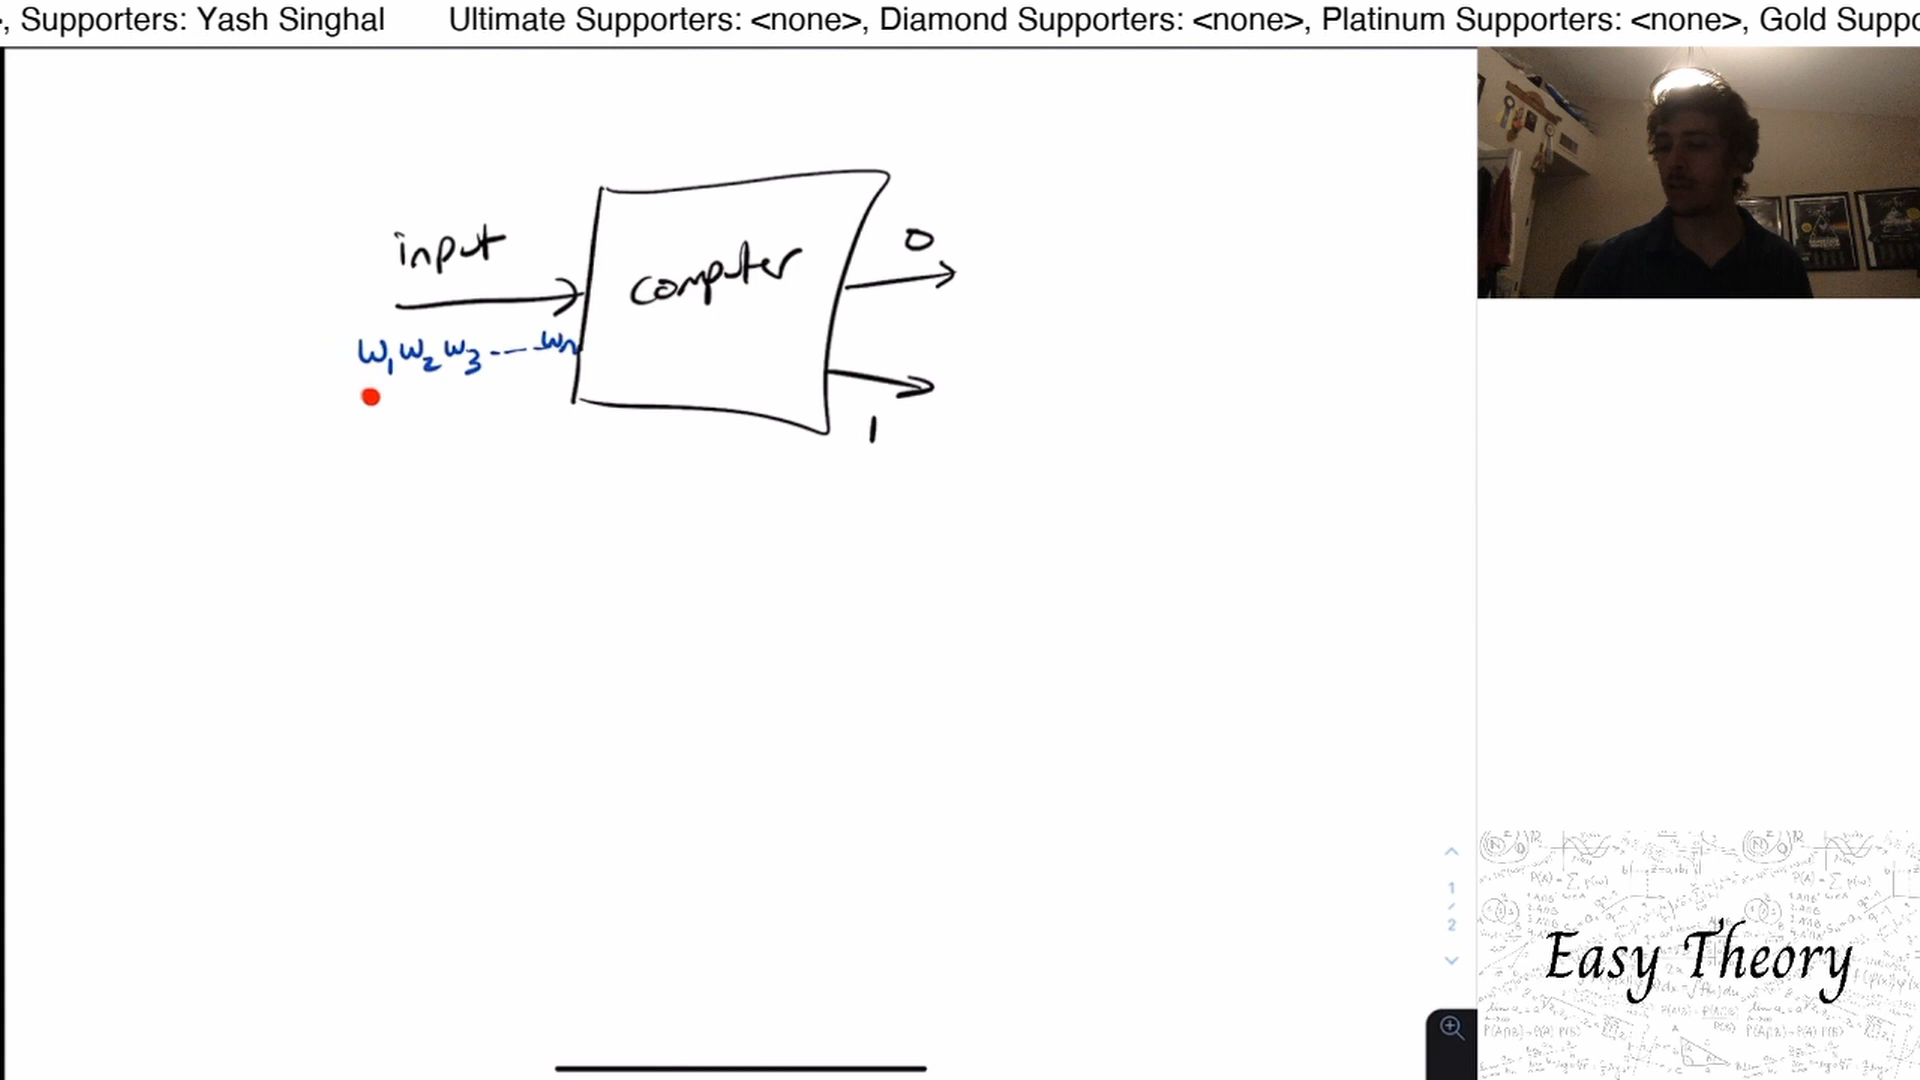 , Supporters: Yash Singhal Ultimate Supporters: <none>, Diamond Supporters: <none>, Platinum Supporters: <none>, Gold Suppo
input
computer
0
w₁ w₂ w₃ ---- wₙ
1
1
/
2
Easy Theory